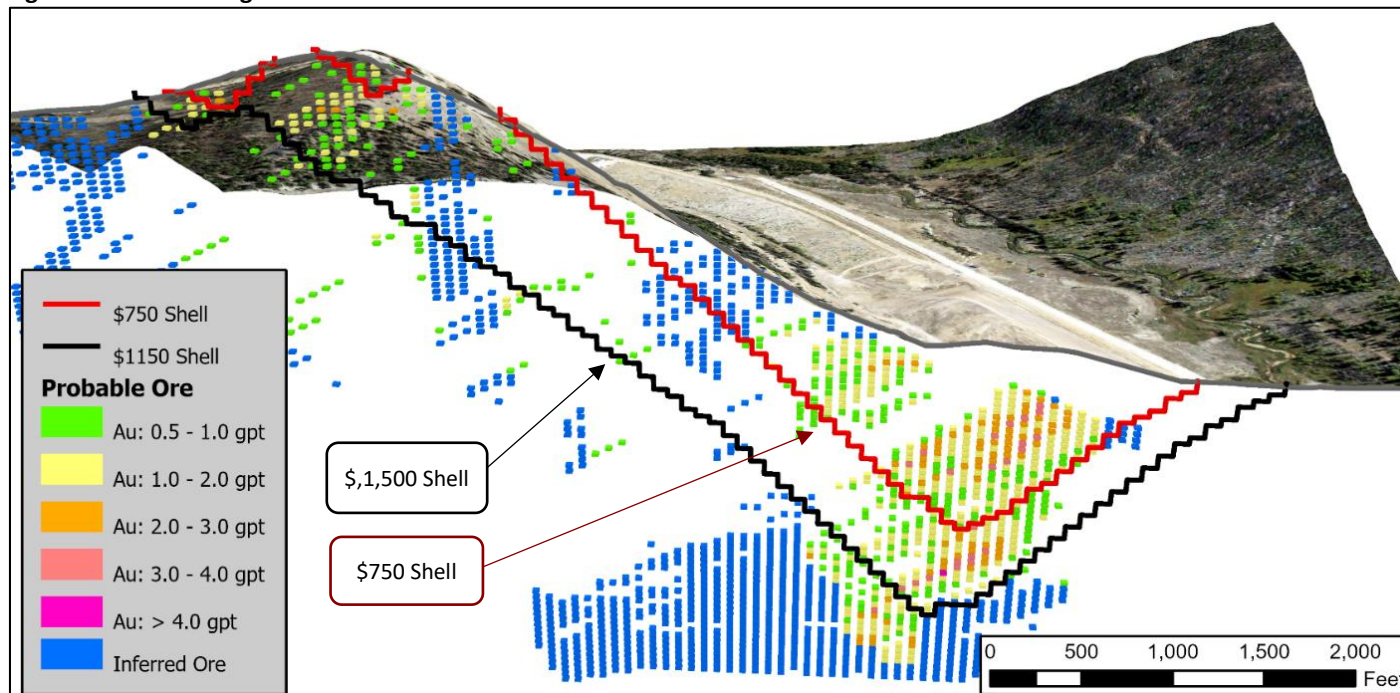 $750 Shell
$1150 Shell
Probable Ore
Au: 0.5 - 1.0 gpt
Au: 1.0 - 2.0 gpt
Au: 2.0 - 3.0 gpt
Au: 3.0 - 4.0 gpt
Au: > 4.0 gpt
Inferred Ore
$,1,500 Shell
$750 Shell
0 500 1,000 1,500 2,000
Feet